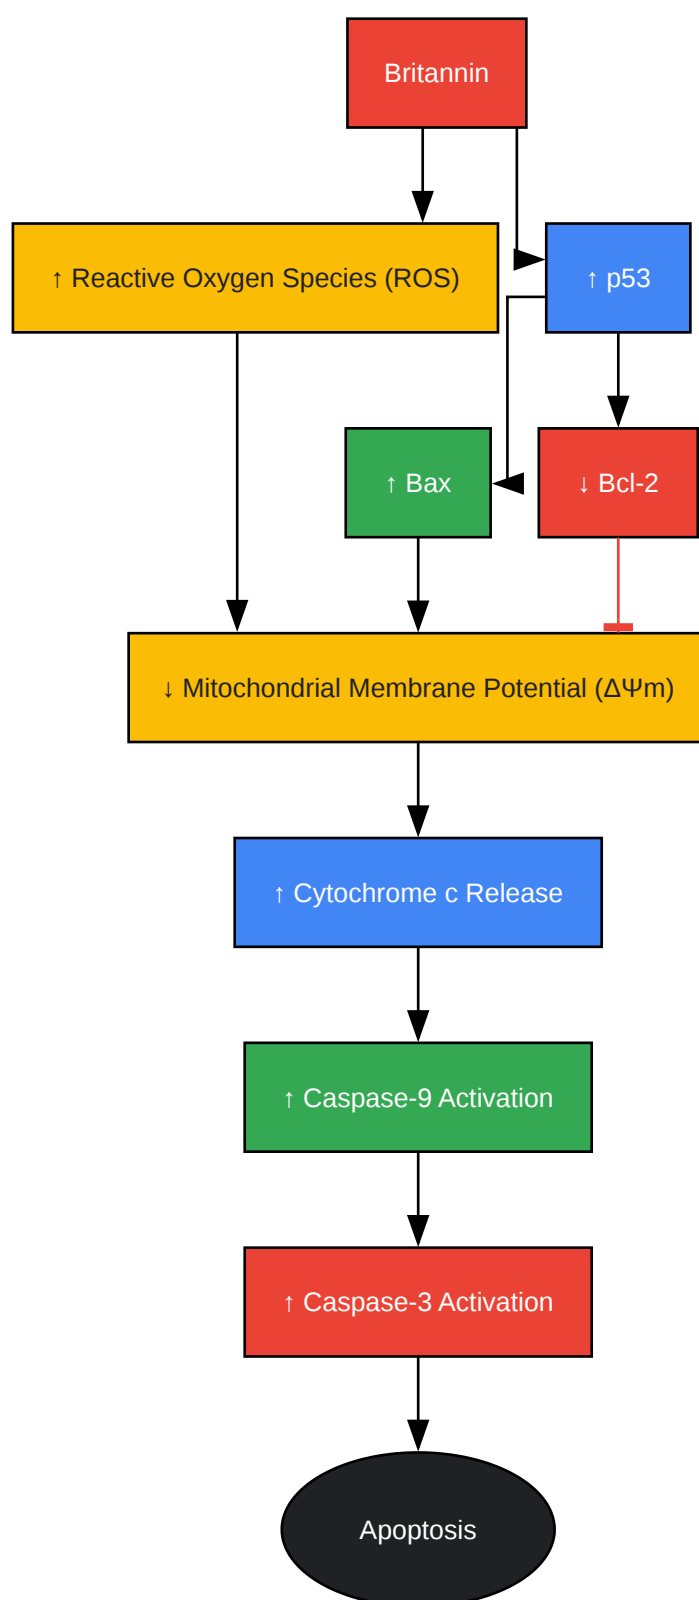 Britannin
↑ Reactive Oxygen Species (ROS)
↑ p53
↑ Bax
↓ Bcl-2
↓ Mitochondrial Membrane Potential (ΔΨm)
↑ Cytochrome c Release
↑ Caspase-9 Activation
↑ Caspase-3 Activation
Apoptosis